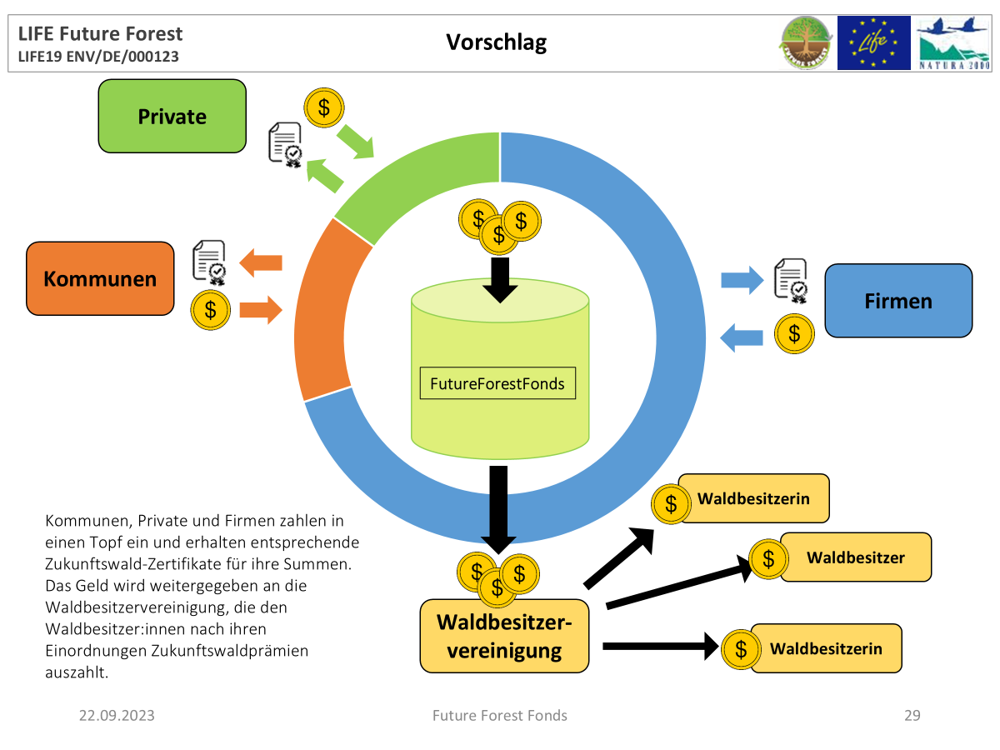 LIFE Future Forest
LIFE19 ENV/DE/000123
Vorschlag
FUTURE FOREST
Life
NATURA 2000
Private
$
Kommunen
$
$ $ $
FutureForestFonds
Firmen
$
Kommunen, Private und Firmen zahlen in
einen Topf ein und erhalten entsprechende
Zukunftswald-Zertifikate für ihre Summen.
Das Geld wird weitergegeben an die
Waldbesitzervereinigung, die den
Waldbesitzer:innen nach ihren
Einordnungen Zukunftswaldprämien
auszahlt.
$ $ $
Waldbesitzer-
vereinigung
$ Waldbesitzerin
$ Waldbesitzer
$ Waldbesitzerin
22.09.2023
Future Forest Fonds
29